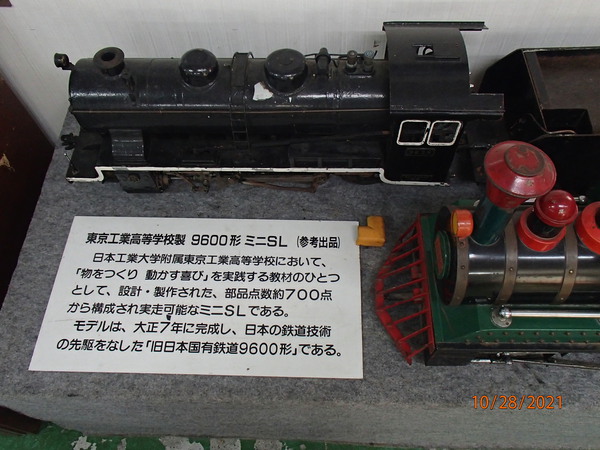 東京工業高等学校製 9600形 ミニSL (参考出品)
日本工業大学附属東京工業高等学校において、
「物をつくり 動かす喜び」を実践する教材のひとつ
として、設計・製作された、部品点数約700点
から構成され実走可能なミニSLである。
モデルは、大正7年に完成し、日本の鉄道技術
の先駆をなした「旧日本国有鉄道9600形」である。
10/28/2021